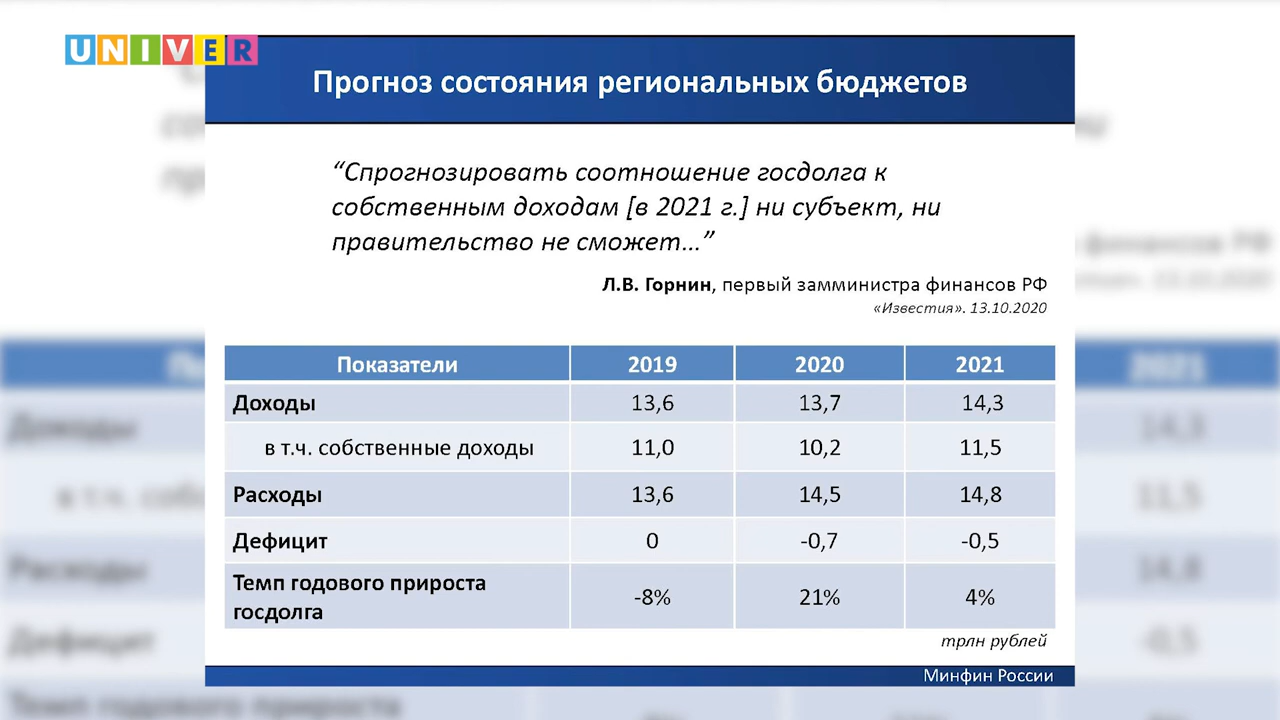 UNIVER
Прогноз состояния региональных бюджетов
“Спрогнозировать соотношение госдолга к
собственным доходам [в 2021 г.] ни субъект, ни
правительство не сможет...”
Л.В. Горнин, первый замминистра финансов РФ
«Известия». 13.10.2020
Показатели 2019 2020 2021
Доходы 13,6 13,7 14,3
в т.ч. собственные доходы 11,0 10,2 11,5
Расходы 13,6 14,5 14,8
Дефицит 0 -0,7 -0,5
Темп годового прироста
госдолга -8% 21% 4%
трлн рублей
Минфин России